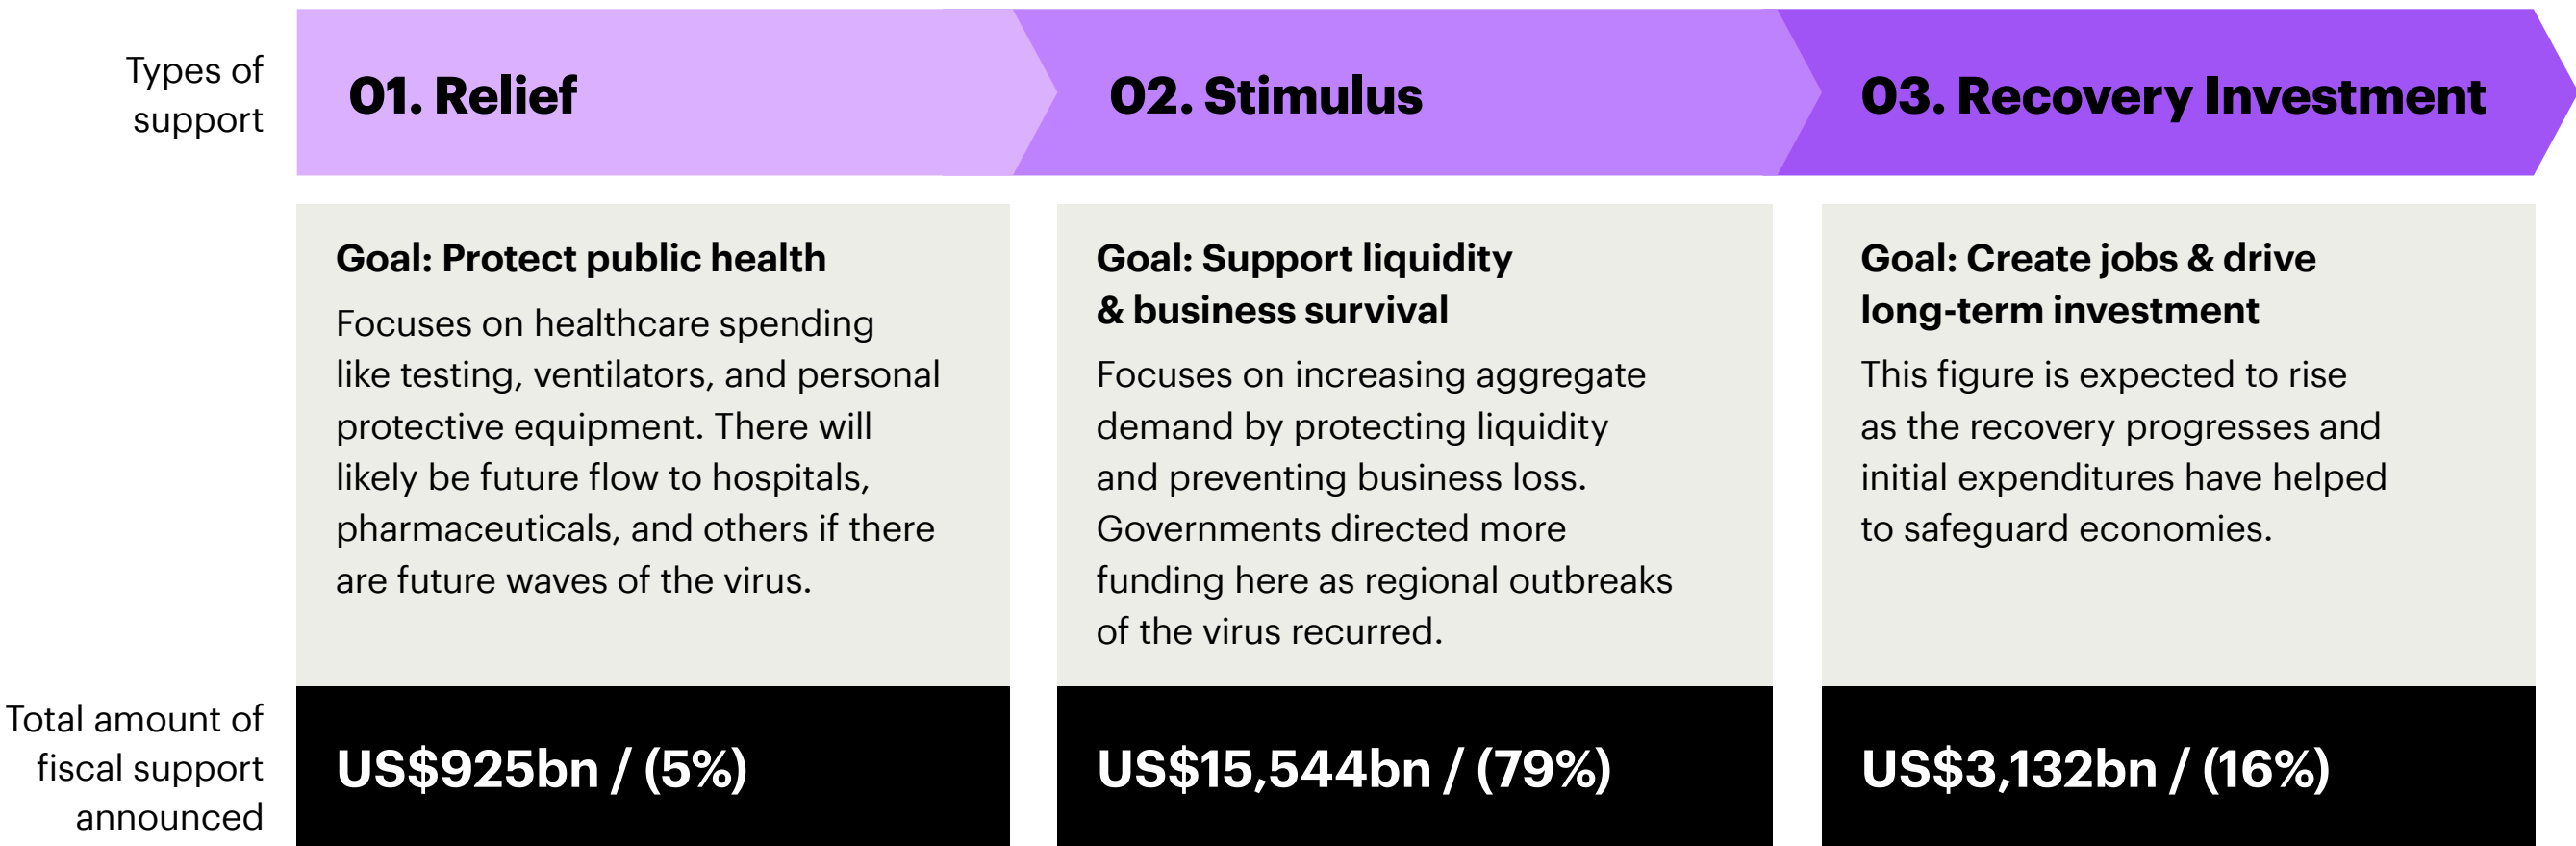 Types of
support
01. Relief
02. Stimulus
03. Recovery Investment
Goal: Protect public health
Focuses on healthcare spending
like testing, ventilators, and personal
protective equipment. There will
likely be future flow to hospitals,
pharmaceuticals, and others if there
are future waves of the virus.
Goal: Support liquidity
& business survival
Focuses on increasing aggregate
demand by protecting liquidity
and preventing business loss.
Governments directed more
funding here as regional outbreaks
of the virus recurred.
Goal: Create jobs & drive
long-term investment
This figure is expected to rise
as the recovery progresses and
initial expenditures have helped
to safeguard economies.
Total amount of
fiscal support
announced
US$925bn / (5%)
US$15,544bn / (79%)
US$3,132bn / (16%)